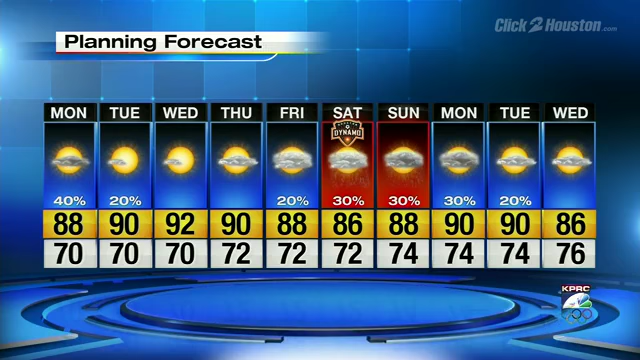 Click2Houston.com
Planning Forecast
MON TUE WED THU FRI SAT SUN MON TUE WED
DYNAMO
40% 20% 20% 30% 30% 30% 20%
88 90 92 90 88 86 88 90 90 86
70 70 70 72 72 72 74 74 74 76
KPRC